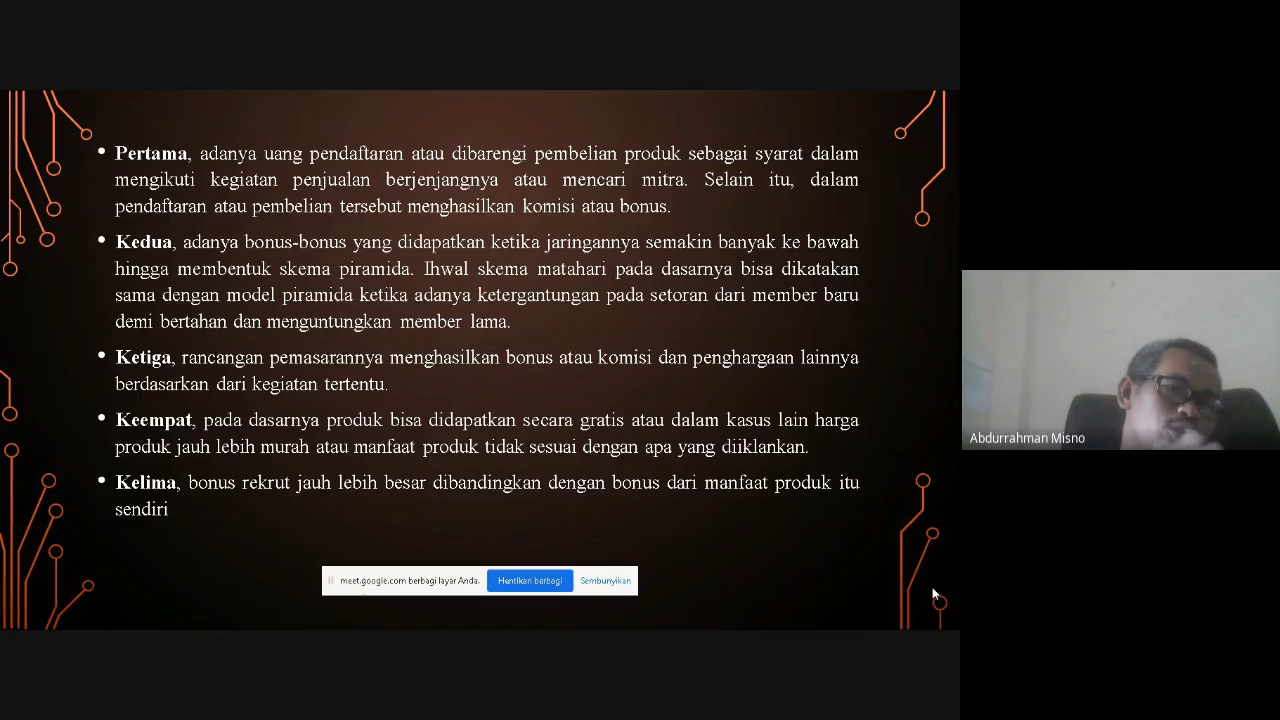 Pertama, adanya uang pendaftaran atau dibarengi pembelian produk sebagai syarat dalam
mengikuti kegiatan penjualan berjenjangnya atau mencari mitra. Selain itu, dalam
pendaftaran atau pembelian tersebut menghasilkan komisi atau bonus.
Kedua, adanya bonus-bonus yang didapatkan ketika jaringannya semakin banyak ke bawah
hingga membentuk skema piramida. Ihwal skema matahari pada dasarnya bisa dikatakan
sama dengan model piramida ketika adanya ketergantungan pada setoran dari member baru
demi bertahan dan menguntungkan member lama.
Ketiga, rancangan pemasarannya menghasilkan bonus atau komisi dan penghargaan lainnya
berdasarkan dari kegiatan tertentu.
Keempat, pada dasarnya produk bisa didapatkan secara gratis atau dalam kasus lain harga
produk jauh lebih murah atau manfaat produk tidak sesuai dengan apa yang diiklankan.
Kelima, bonus rekrut jauh lebih besar dibandingkan dengan bonus dari manfaat produk itu
sendiri
meet.google.com berbagi layar Anda. Hentikan berbagi Sembunyikan
Abdurrahman Misno